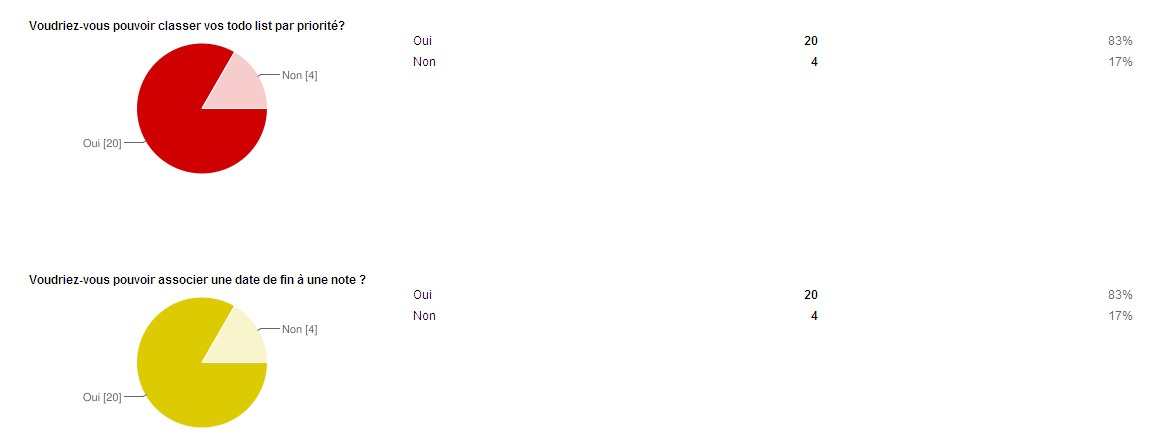 Voudriez-vous pouvoir classer vos todo list par priorité?
Oui 20 83%
Non 4 17%
Non [4]
Oui [20]
Voudriez-vous pouvoir associer une date de fin à une note ?
Oui 20 83%
Non 4 17%
Non [4]
Oui [20]